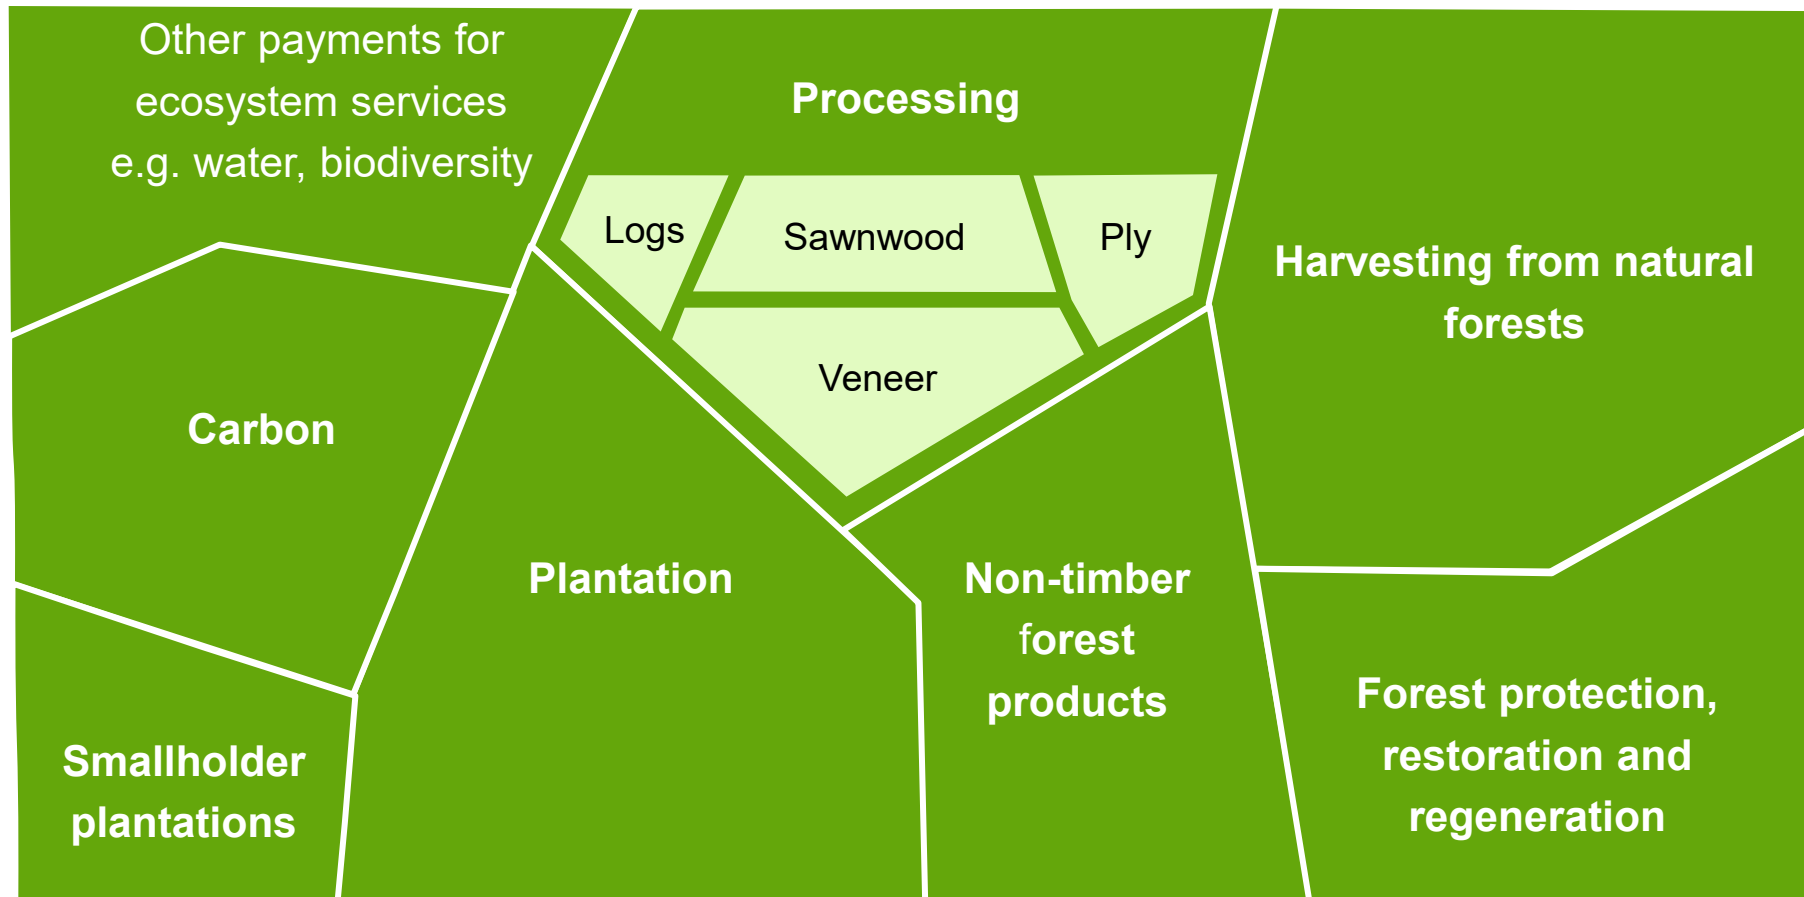 Other payments for
ecosystem services
e.g. water, biodiversity
Processing
Logs
Sawnwood
Ply
Veneer
Harvesting from natural
forests
Carbon
Plantation
Non-timber
forest
products
Smallholder
plantations
Forest protection,
restoration and
regeneration